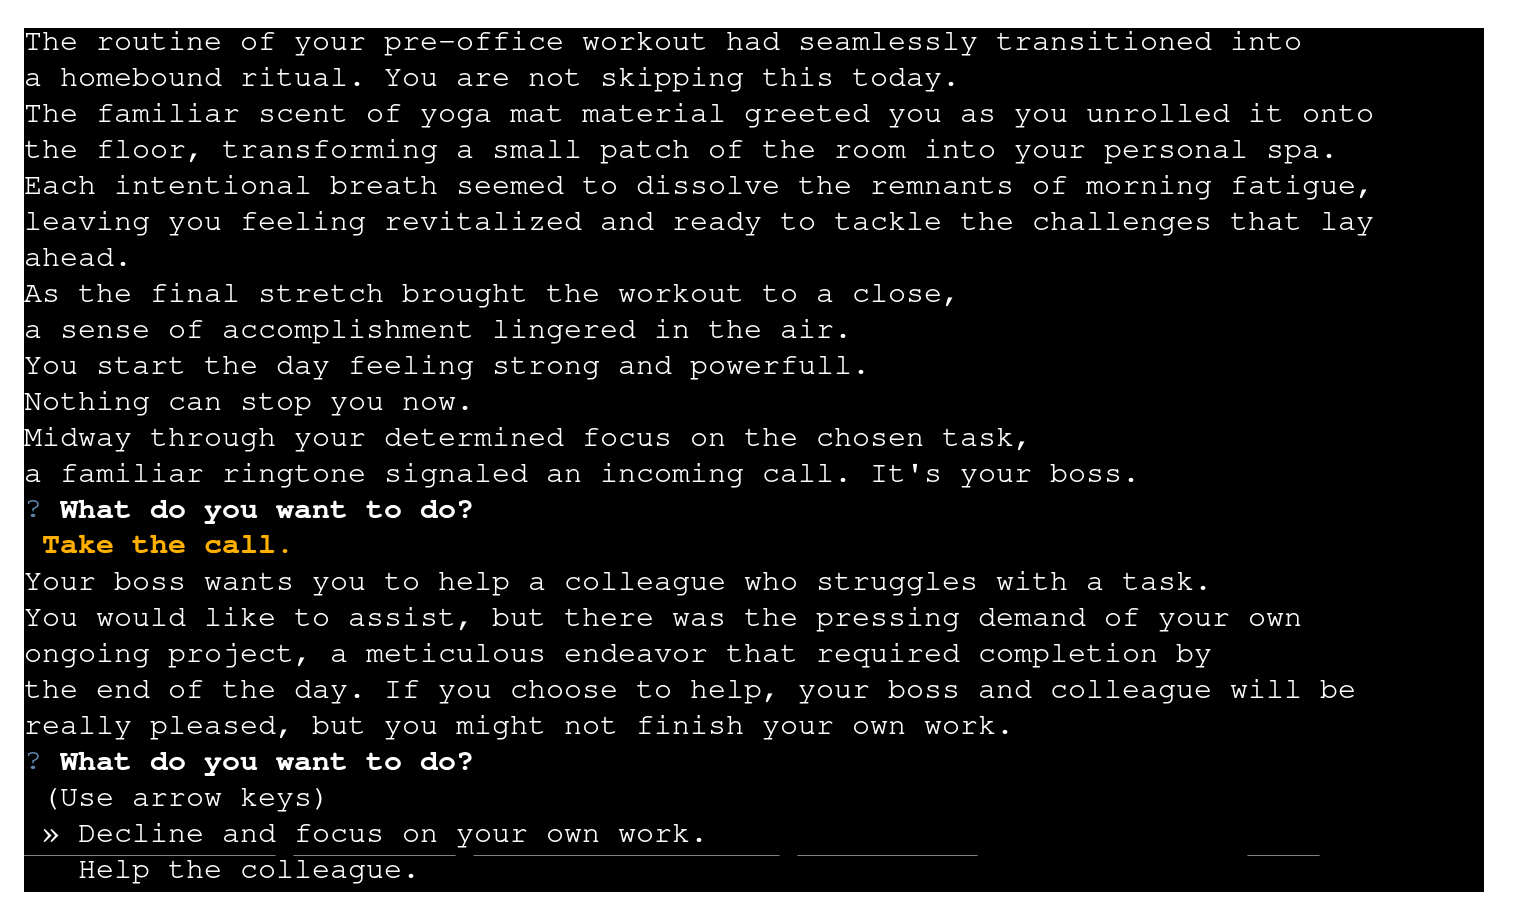 The routine of your pre-office workout had seamlessly transitioned into
a homebound ritual. You are not skipping this today.
The familiar scent of yoga mat material greeted you as you unrolled it onto
the floor, transforming a small patch of the room into your personal spa.
Each intentional breath seemed to dissolve the remnants of morning fatigue,
leaving you feeling revitalized and ready to tackle the challenges that lay
ahead.
As the final stretch brought the workout to a close,
a sense of accomplishment lingered in the air.
You start the day feeling strong and powerfull.
Nothing can stop you now.
Midway through your determined focus on the chosen task,
a familiar ringtone signaled an incoming call. It's your boss.
? What do you want to do?
Take the call.
Your boss wants you to help a colleague who struggles with a task.
You would like to assist, but there was the pressing demand of your own
ongoing project, a meticulous endeavor that required completion by
the end of the day. If you choose to help, your boss and colleague will be
really pleased, but you might not finish your own work.
? What do you want to do?
(Use arrow keys)
» Decline and focus on your own work.
Help the colleague.